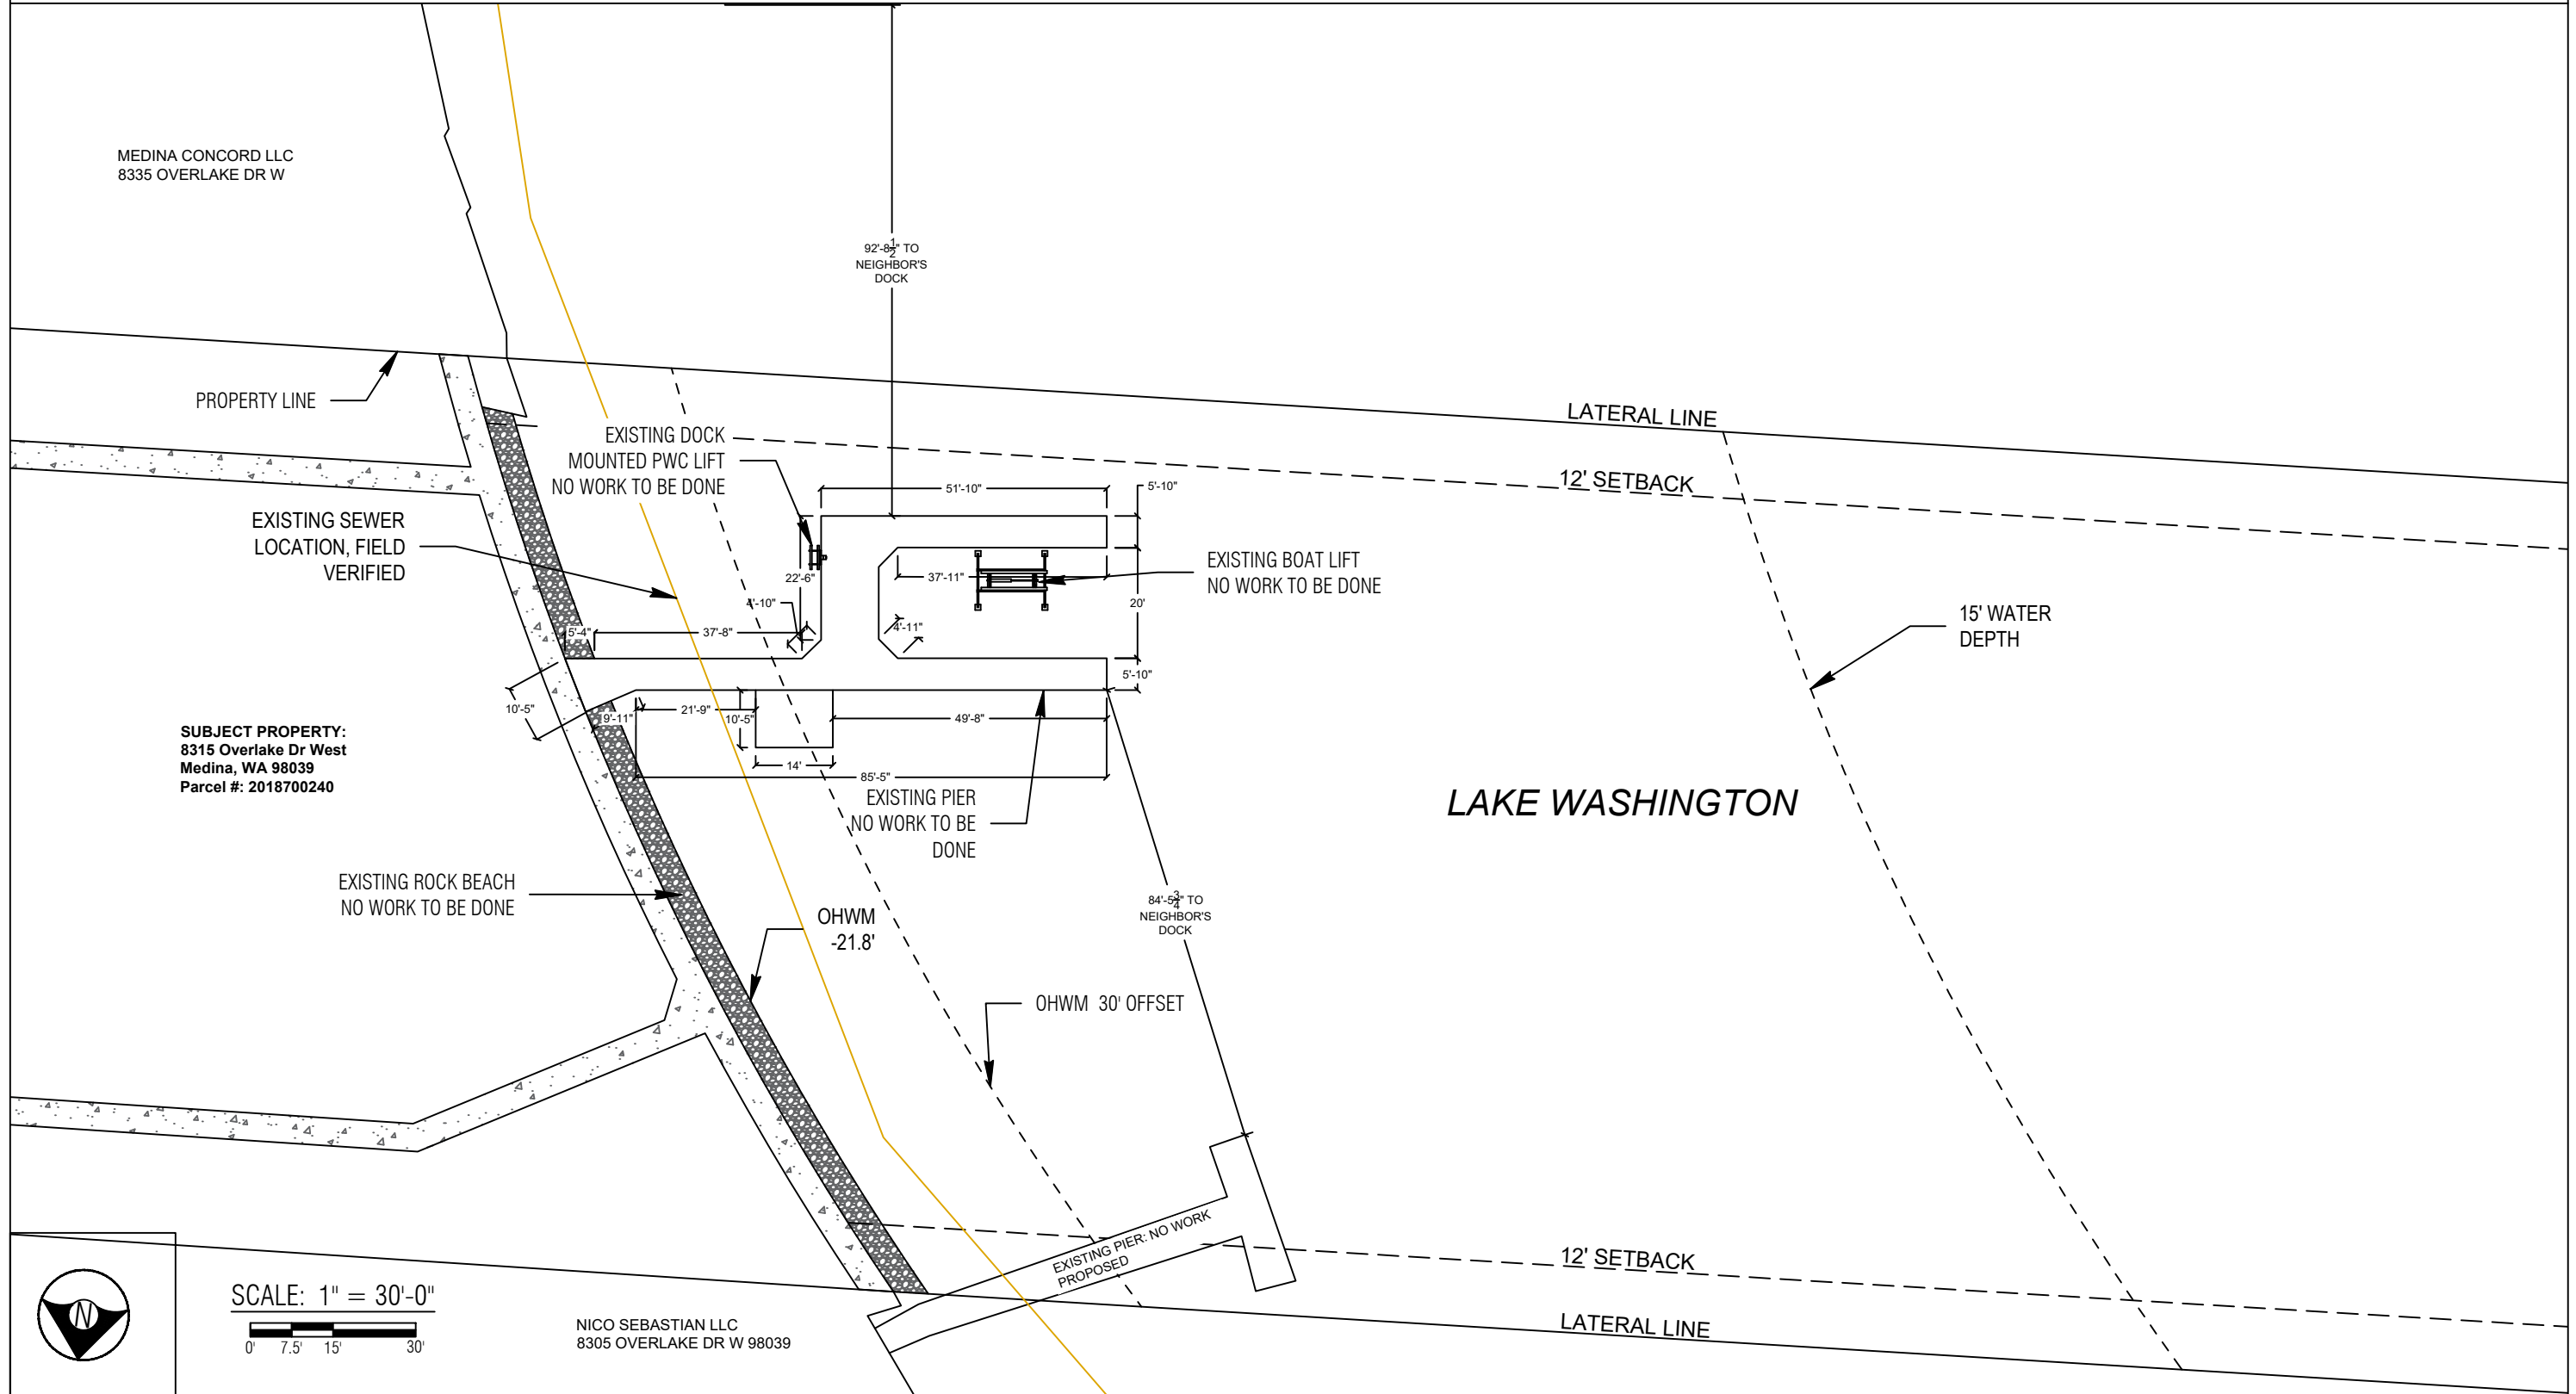 MEDINA CONCORD LLC
8335 OVERLAKE DR W
92'-8 1/2" TO
NEIGHBOR'S
DOCK
PROPERTY LINE
LATERAL LINE
12' SETBACK
EXISTING DOCK
MOUNTED PWC LIFT
NO WORK TO BE DONE
51'-10"
5'-10"
EXISTING SEWER
LOCATION, FIELD
VERIFIED
22'-6"
37'-11"
EXISTING BOAT LIFT
NO WORK TO BE DONE
20'
4'-10"
4'-11"
5'-4"
37'-8"
15' WATER
DEPTH
5'-10"
10'-5"
19'-11"
21'-9"
10'-5"
49'-8"
14'
85'-5"
SUBJECT PROPERTY:
8315 Overlake Dr West
Medina, WA 98039
Parcel #: 2018700240
EXISTING PIER
NO WORK TO BE
DONE
LAKE WASHINGTON
EXISTING ROCK BEACH
NO WORK TO BE DONE
OHWM
-21.8'
84'-5 3/4" TO
NEIGHBOR'S
DOCK
OHWM 30' OFFSET
EXISTING PIER: NO WORK
PROPOSED
12' SETBACK
LATERAL LINE
N
SCALE: 1" = 30'-0"
0' 7.5' 15' 30'
NICO SEBASTIAN LLC
8305 OVERLAKE DR W 98039